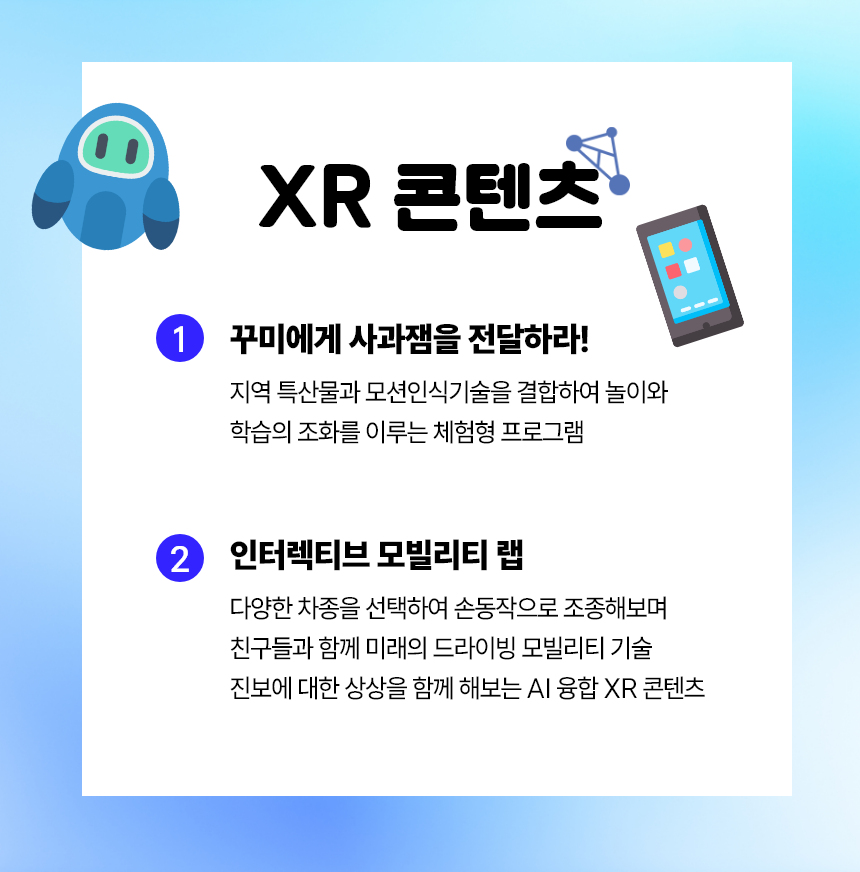 XR 콘텐츠
1 꾸미에게 사과잼을 전달하라!
지역 특산물과 모션인식기술을 결합하여 놀이와
학습의 조화를 이루는 체험형 프로그램
2 인터렉티브 모빌리티 랩
다양한 차종을 선택하여 손동작으로 조종해보며
친구들과 함께 미래의 드라이빙 모빌리티 기술
진보에 대한 상상을 함께 해보는 AI 융합 XR 콘텐츠